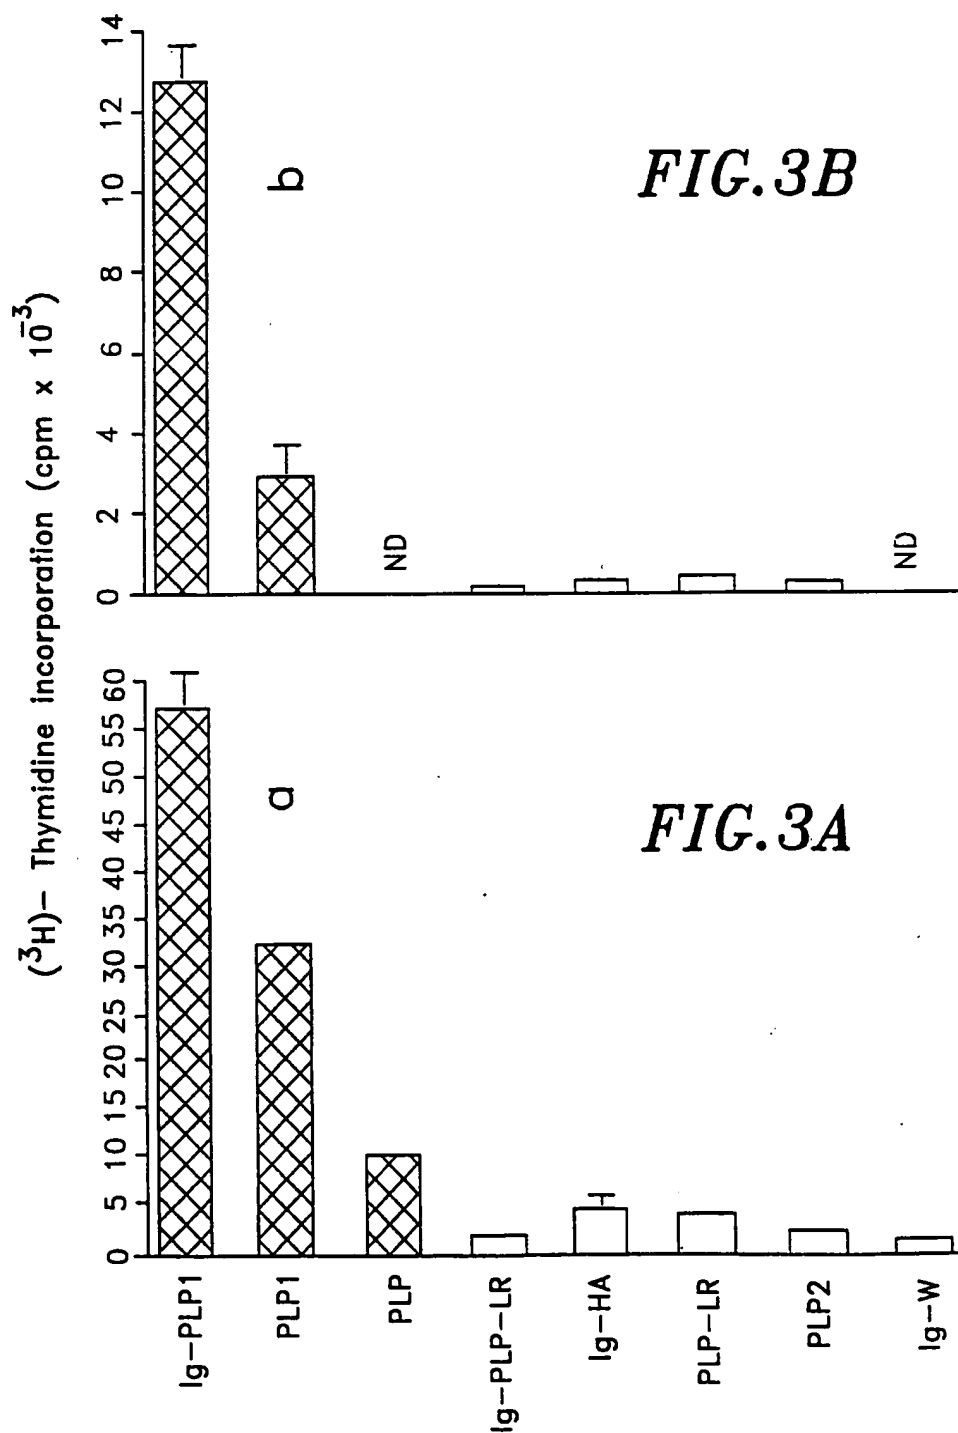 (³H)– Thymidine incorporation (cpm x 10⁻³)
0 2 4 6 8 10 12 14
b
ND
ND
FIG.3B
0 5 10 15 20 25 30 35 40 45 50 55 60
a
FIG.3A
Ig–PLP1
PLP1
PLP
Ig–PLP–LR
Ig–HA
PLP–LR
PLP2
Ig–W